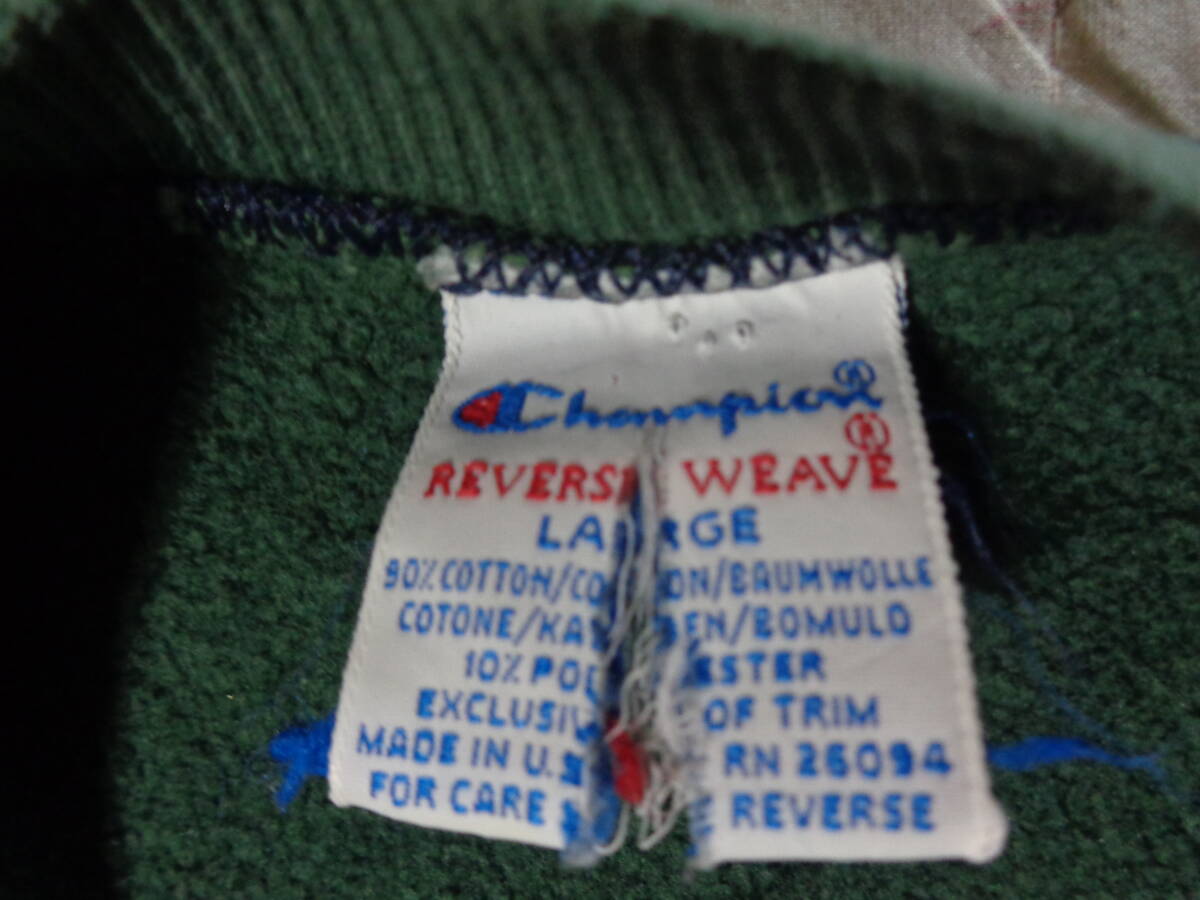 Champion®
REVERSE WEAVE®
LARGE
90% COTTON/CO ON/BAUMWOLLE
COTONE/KA EN/BOMULD
10% PO ESTER
EXCLUSIV OF TRIM
MADE IN U.S RN 26094
FOR CARE REVERSE